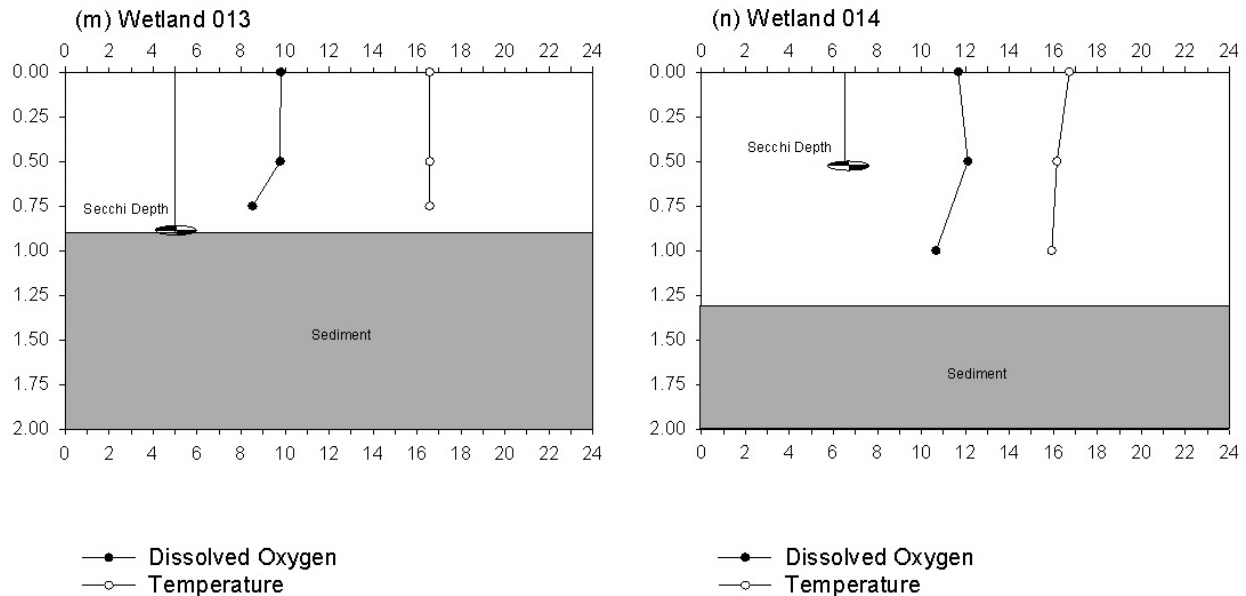 (m) Wetland 013
0 2 4 6 8 10 12 14 16 18 20 22 24
0.00
0.25
0.50
0.75
Secchi Depth
1.00
1.25
1.50
Sediment
1.75
2.00
0 2 4 6 8 10 12 14 16 18 20 22 24
Dissolved Oxygen
Temperature
(n) Wetland 014
0 2 4 6 8 10 12 14 16 18 20 22 24
0.00
0.25
Secchi Depth
0.50
0.75
1.00
1.25
1.50
Sediment
1.75
2.00
0 2 4 6 8 10 12 14 16 18 20 22 24
Dissolved Oxygen
Temperature